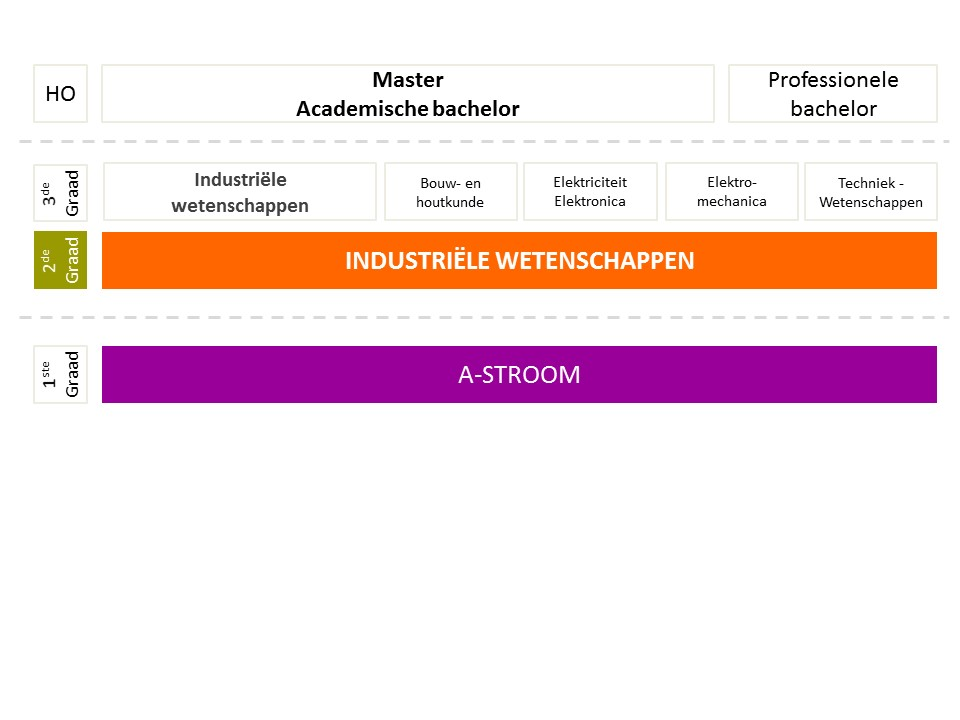 HO
Master
Academische bachelor
Professionele
bachelor
3de
Graad
Industriële
wetenschappen
Bouw- en
houtkunde
Elektriciteit
Elektronica
Elektro-
mechanica
Techniek -
Wetenschappen
2de
Graad
INDUSTRIËLE WETENSCHAPPEN
1ste
Graad
A-STROOM